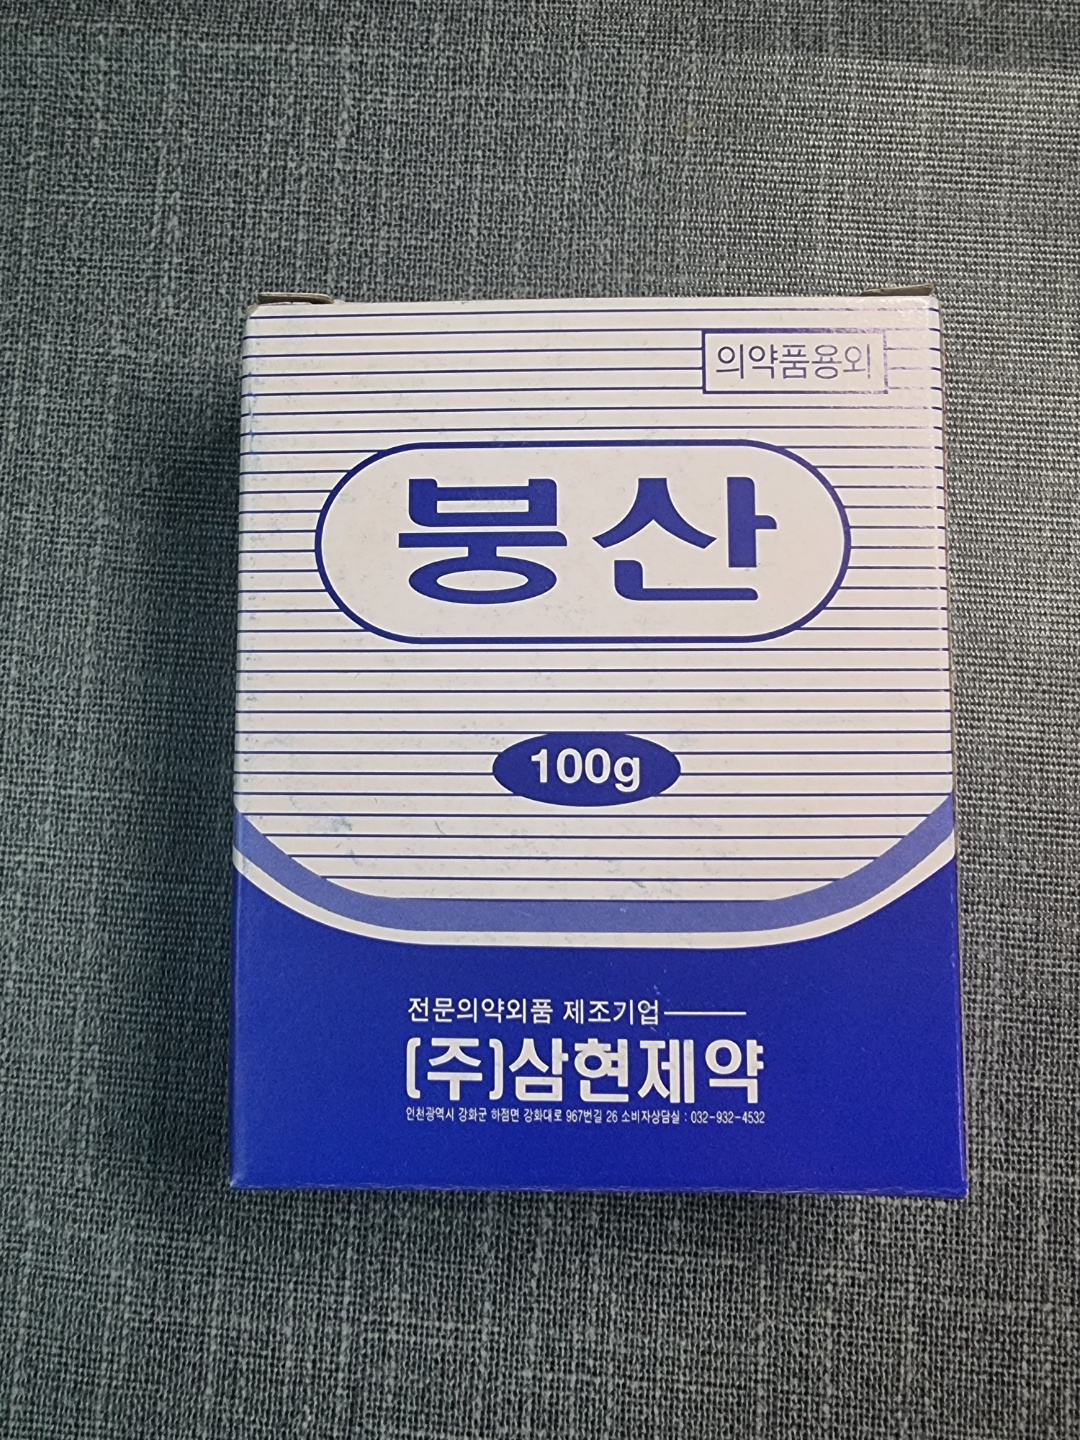 의약품용외
붕산
100g
전문의약외품 제조기업
(주)삼현제약
인천광역시 강화군 하점면 강화대로 967번길 26 소비자상담실 : 032-932-4532